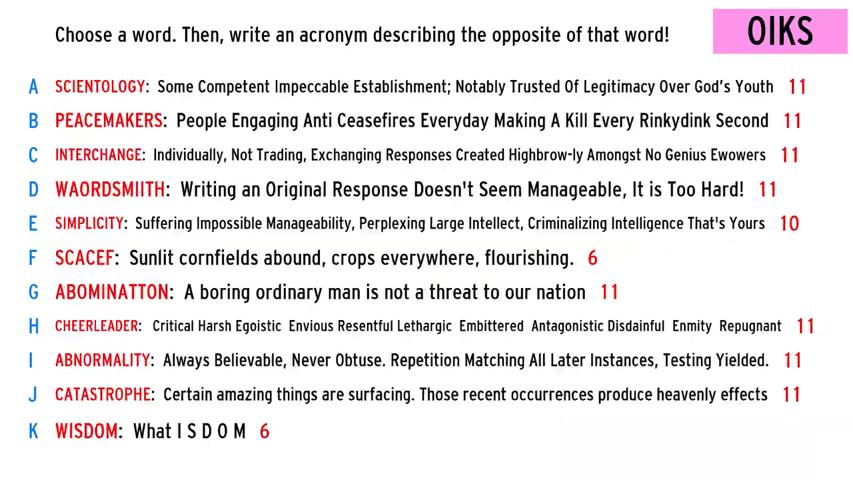 Choose a word. Then, write an acronym describing the opposite of that word! OIKS
A SCIENTOLOGY: Some Competent Impeccable Establishment; Notably Trusted Of Legitimacy Over God's Youth 11
B PEACEMAKERS: People Engaging Anti Ceasefires Everyday Making A Kill Every Rinkydink Second 11
C INTERCHANGE: Individually, Not Trading, Exchanging Responses Created Highbrow-ly Amongst No Genius Ewowers 11
D WAORDSMIITH: Writing an Original Response Doesn't Seem Manageable, It is Too Hard! 11
E SIMPLICITY: Suffering Impossible Manageability, Perplexing Large Intellect, Criminalizing Intelligence That's Yours 10
F SCACEF: Sunlit cornfields abound, crops everywhere, flourishing. 6
G ABOMINATTON: A boring ordinary man is not a threat to our nation 11
H CHEERLEADER: Critical Harsh Egoistic Envious Resentful Lethargic Embittered Antagonistic Disdainful Enmity Repugnant 11
I ABNORMALITY: Always Believable, Never Obtuse. Repetition Matching All Later Instances, Testing Yielded. 11
J CATASTROPHE: Certain amazing things are surfacing. Those recent occurrences produce heavenly effects 11
K WISDOM: What I S D O M 6